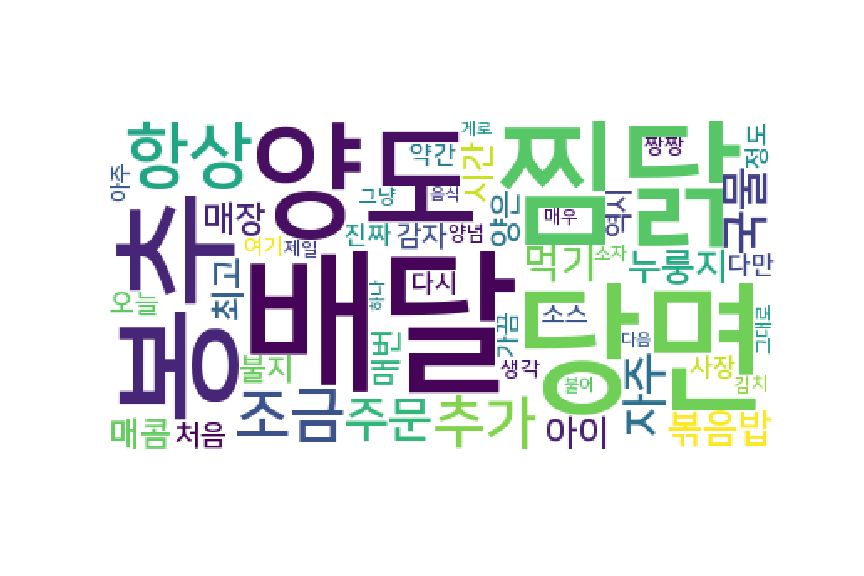 항상
양도
찜닭
게로
약간
시간
짱짱
정도
아주
매장
그냥
음식
양은
매우
역시
국물
봉추
여기
제일
진짜
감자
양념
먹기
소자
누룽지
다만
배달
다시
당면
오늘
최고
하나
소스
그대로
불지
매번
가끔
생각
다음
불어
자주
사장
김치
매콤
처음
조금
주문
추가
아이
볶음밥